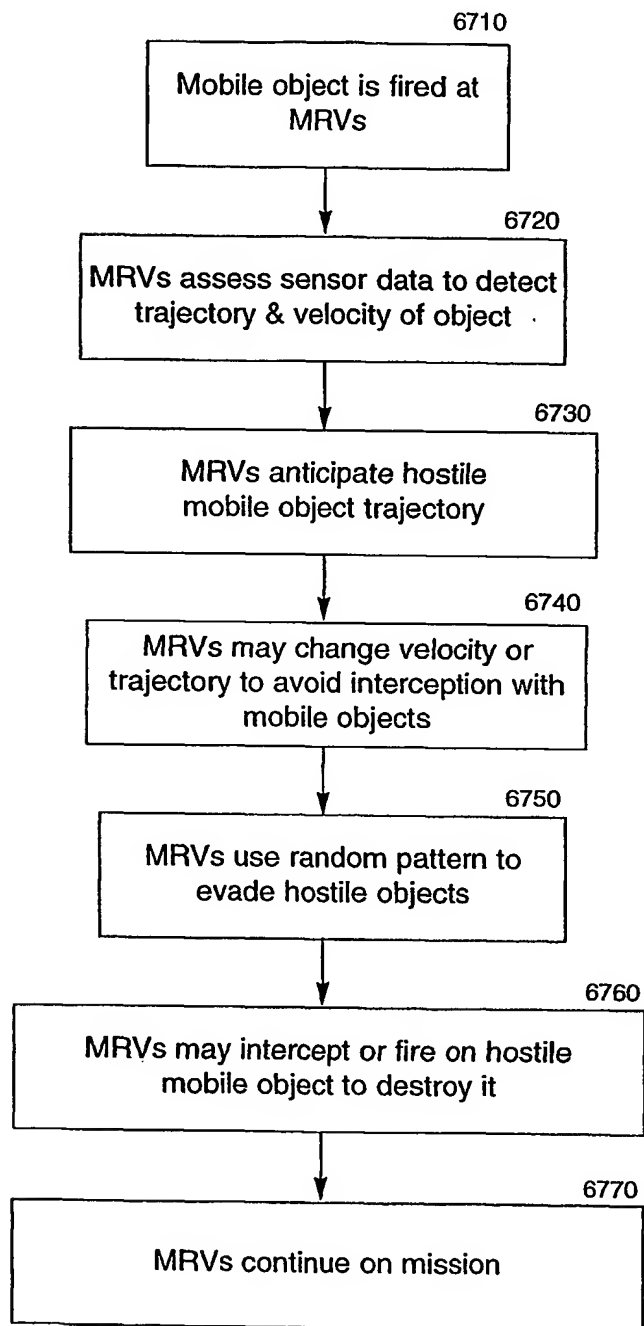 6710
Mobile object is fired at
MRVs
6720
MRVs assess sensor data to detect
trajectory & velocity of object
6730
MRVs anticipate hostile
mobile object trajectory
6740
MRVs may change velocity or
trajectory to avoid interception with
mobile objects
6750
MRVs use random pattern to
evade hostile objects
6760
MRVs may intercept or fire on hostile
mobile object to destroy it
6770
MRVs continue on mission